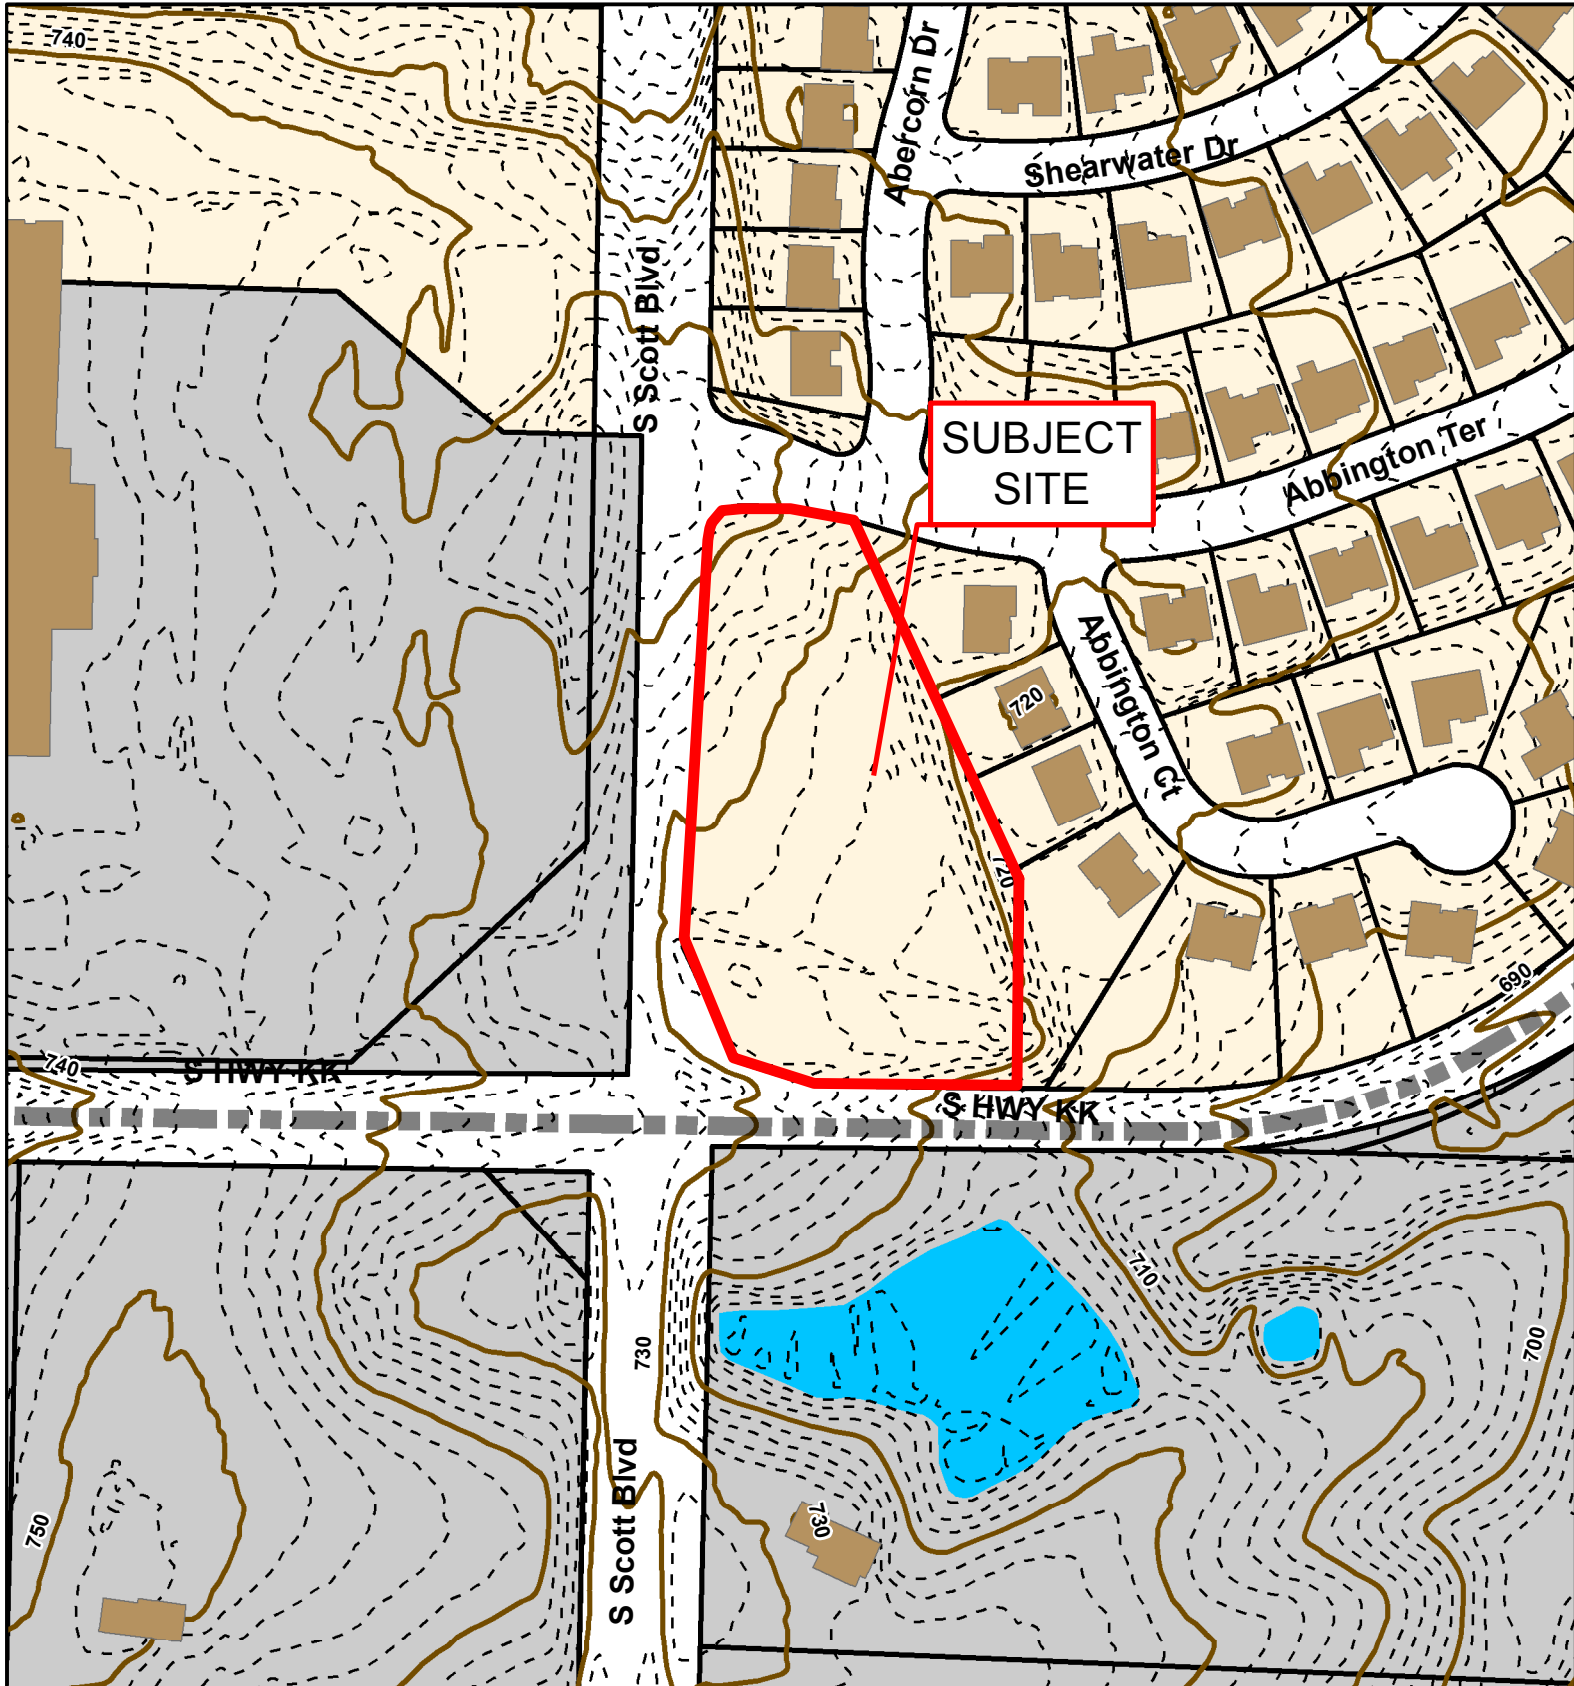 740
Abercorn Dr
Shearwater Dr
S Scott Blvd
SUBJECT
SITE
Abbington Ter
Abbington Ct
720
720
690
740
S HWY KK
S HWY KK
710
700
730
S Scott Blvd
730
750